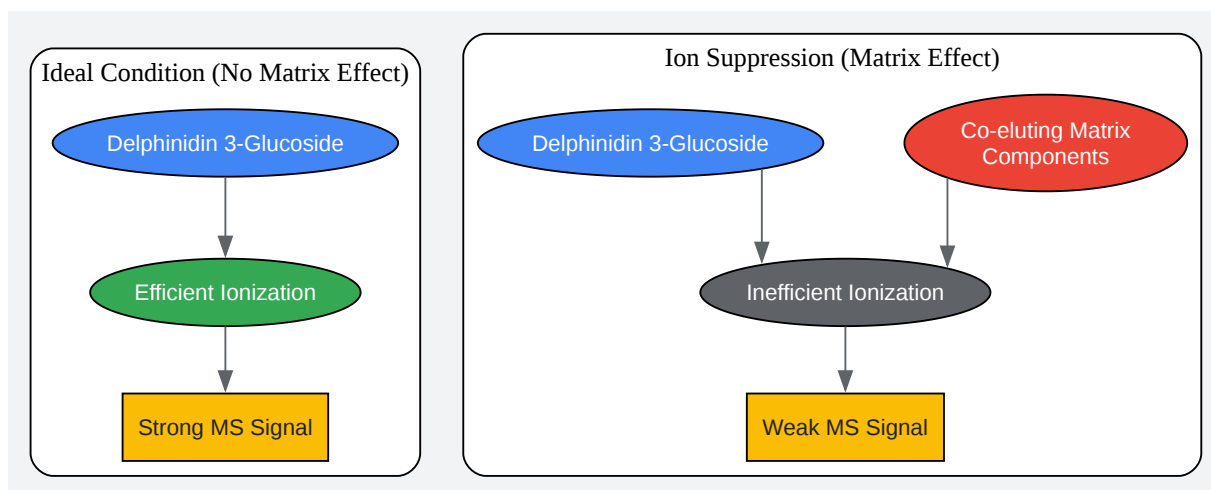 Ideal Condition (No Matrix Effect)
Delphinidin 3-Glucoside
Efficient Ionization
Strong MS Signal
Ion Suppression (Matrix Effect)
Delphinidin 3-Glucoside
Co-eluting Matrix
Components
Inefficient Ionization
Weak MS Signal